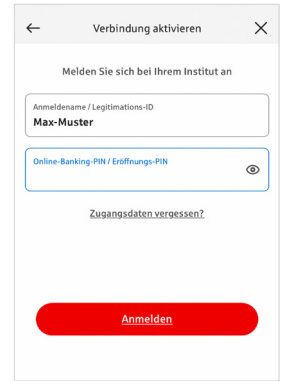 Verbindung aktivieren
Melden Sie sich bei Ihrem Institut an
Anmeldename / Legitimations-ID
Max-Muster
Online-Banking-PIN / Eröffnungs-PIN
Zugangsdaten vergessen?
Anmelden